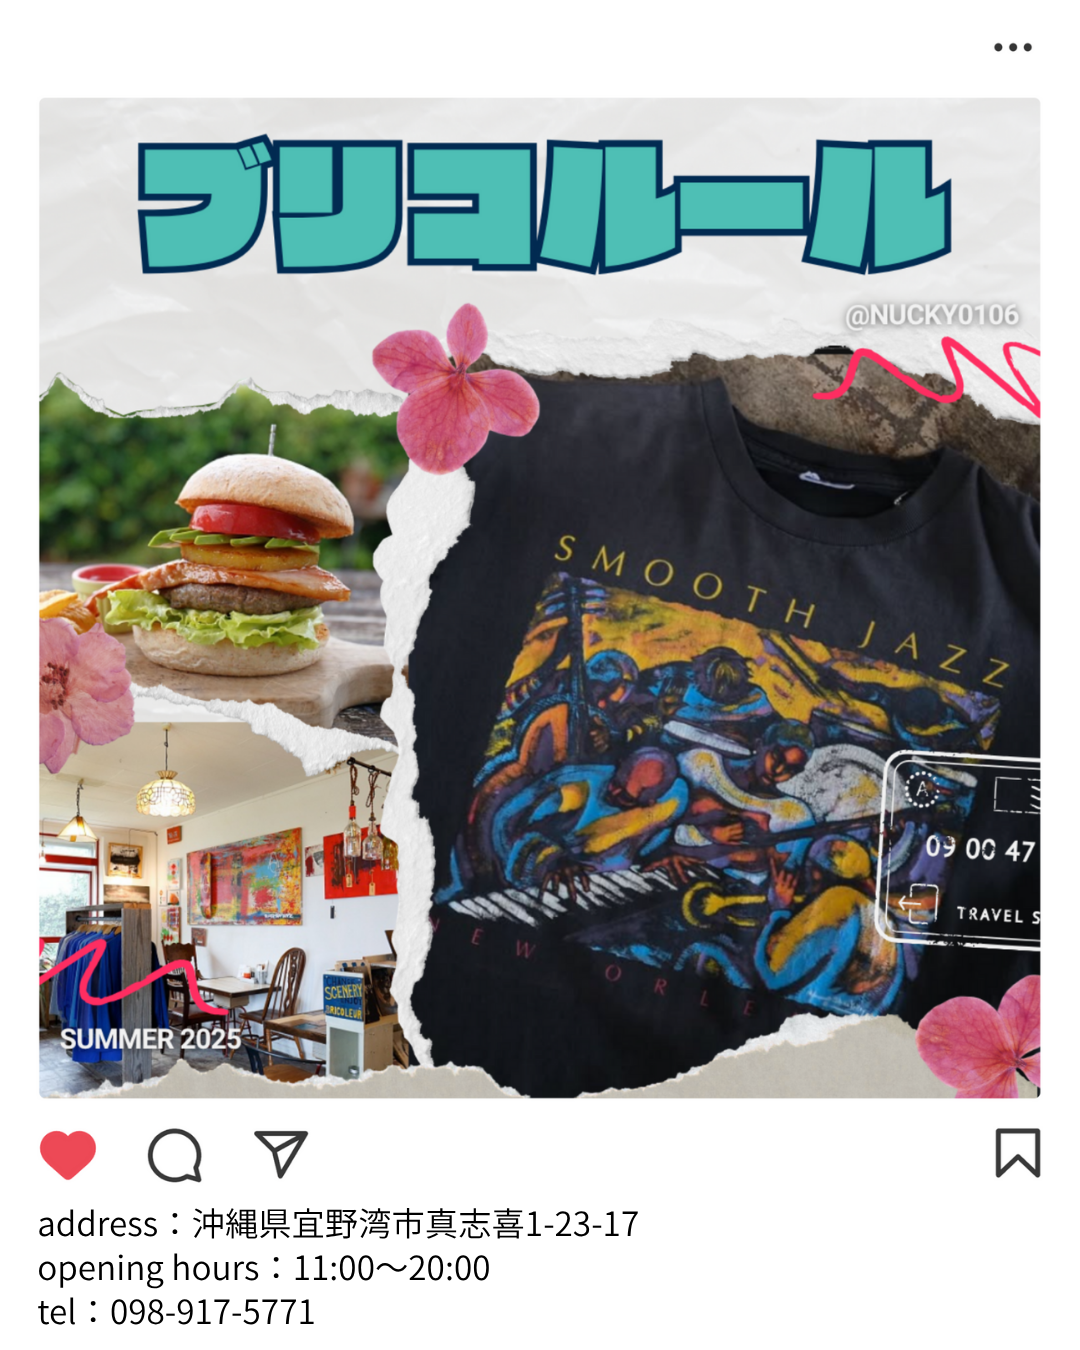 ブリコルール
@NUCKY0106
SMOOTH JAZZ
NEW ORLE
A
09 00 47
TRAVEL S
SCENERY
BRICOLEUR
SUMMER 2025
address：沖縄県宜野湾市真志喜1-23-17
opening hours：11:00〜20:00
tel：098-917-5771